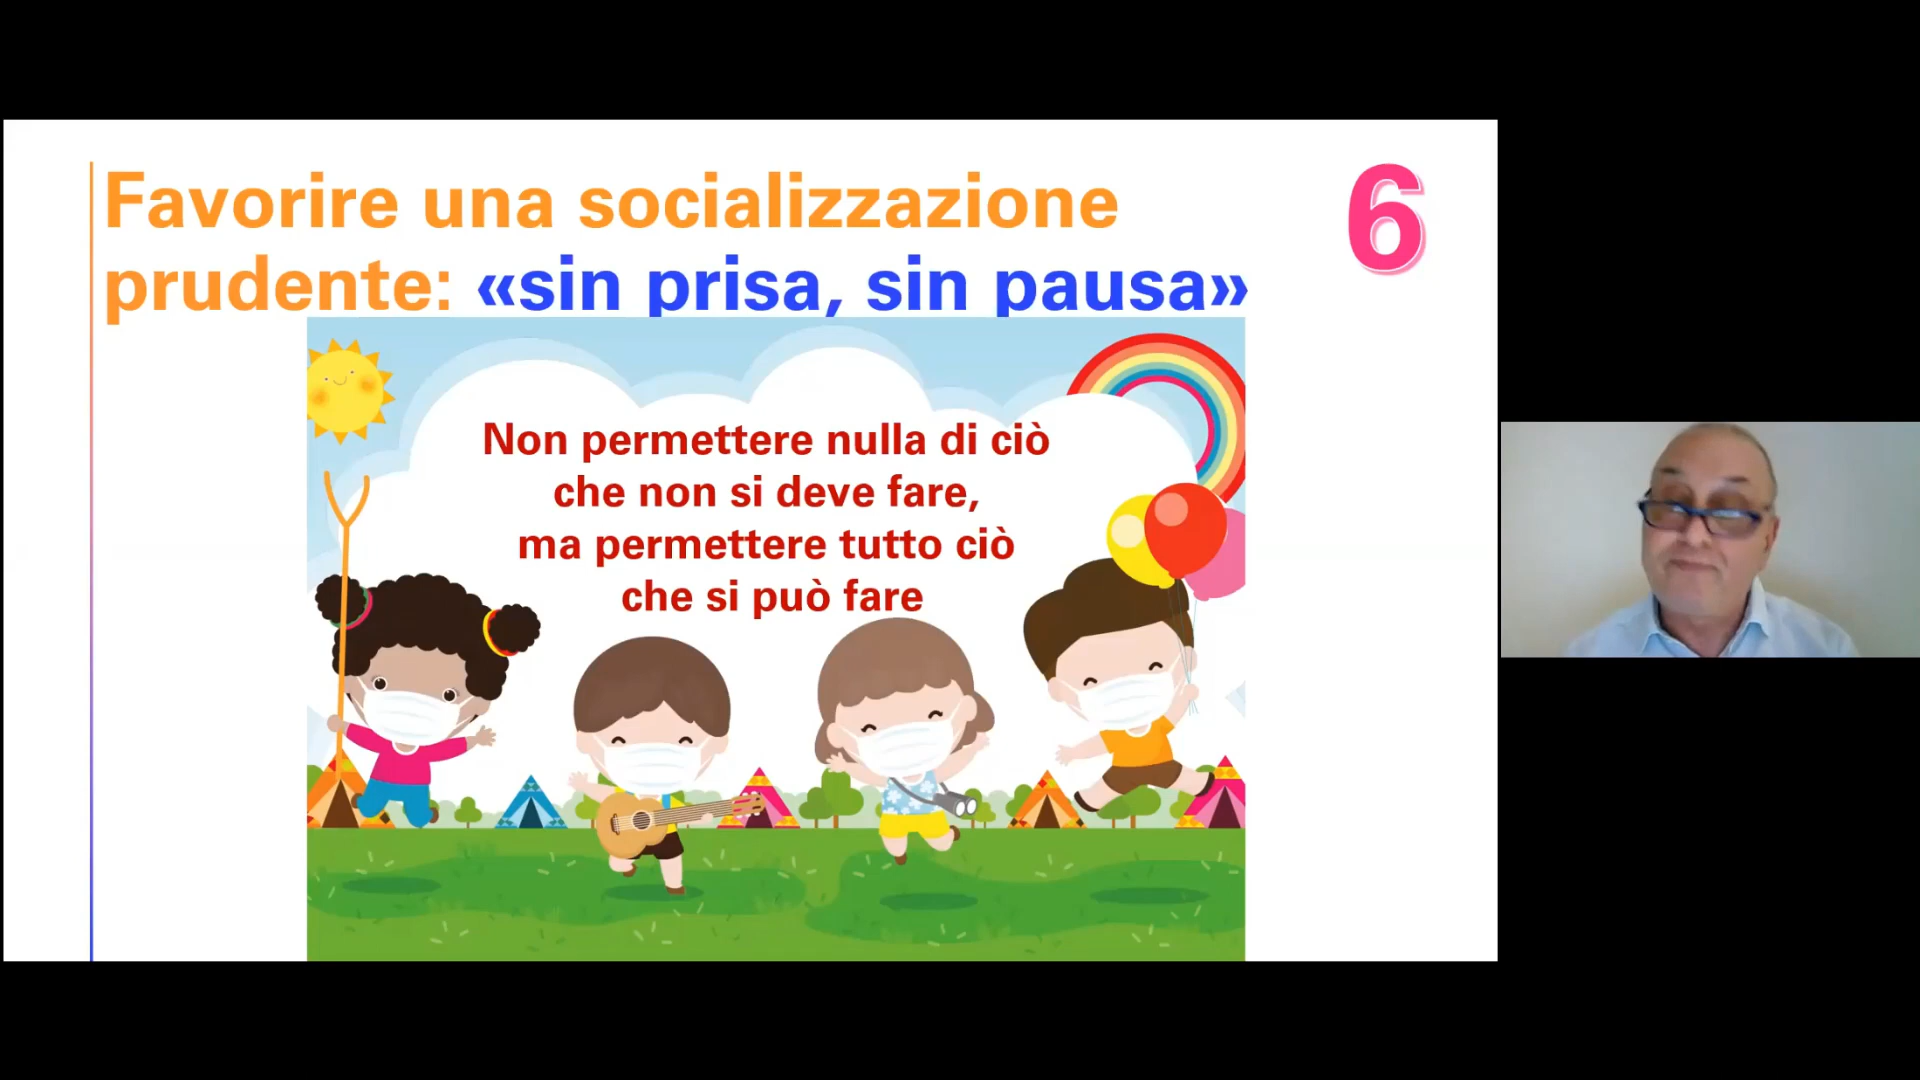 Favorire una socializzazione
prudente: «sin prisa, sin pausa»
6
Non permettere nulla di ciò
che non si deve fare,
ma permettere tutto ciò
che si può fare